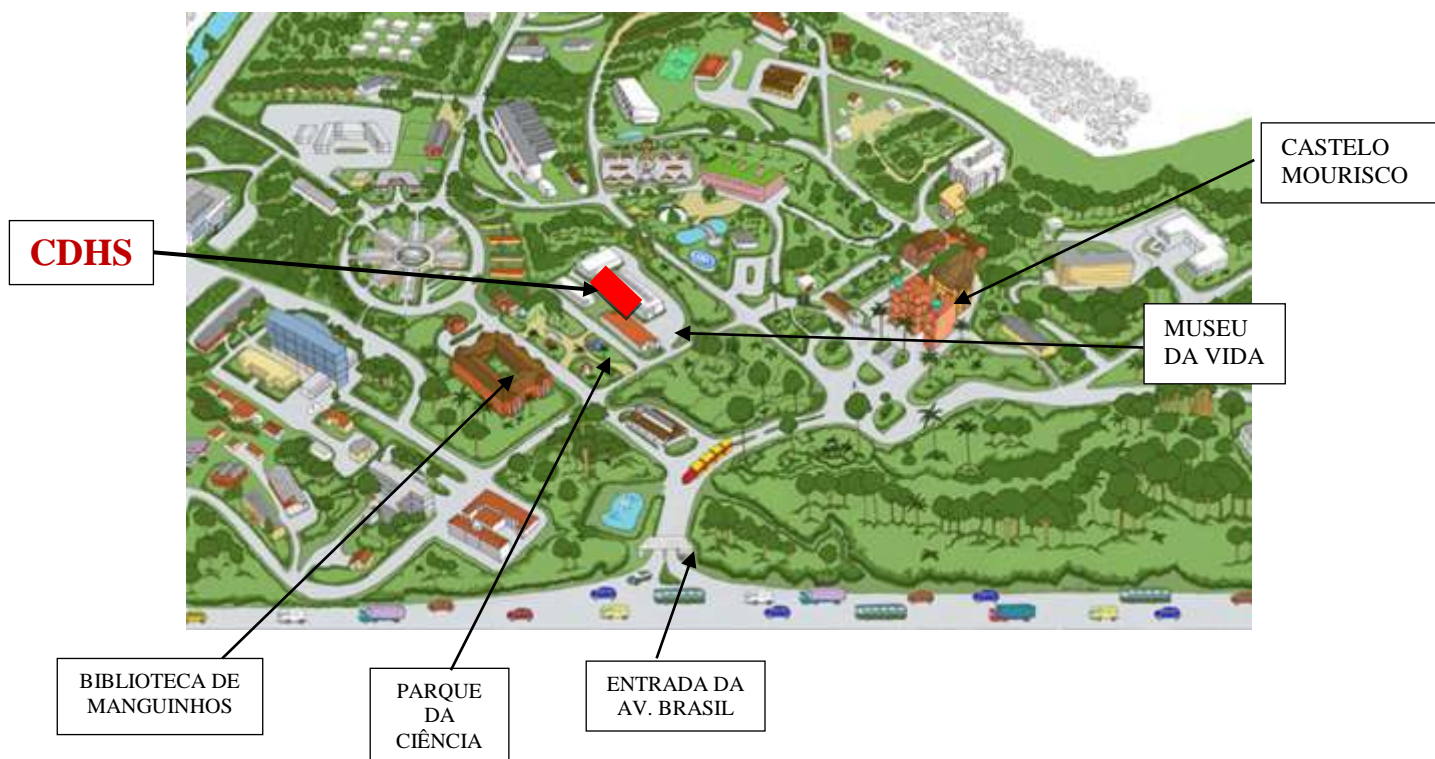 CASTELO
MOURISCO
CDHS
MUSEU
DA VIDA
BIBLIOTECA DE
MANGUINHOS
PARQUE
DA
CIÊNCIA
ENTRADA DA
AV. BRASIL